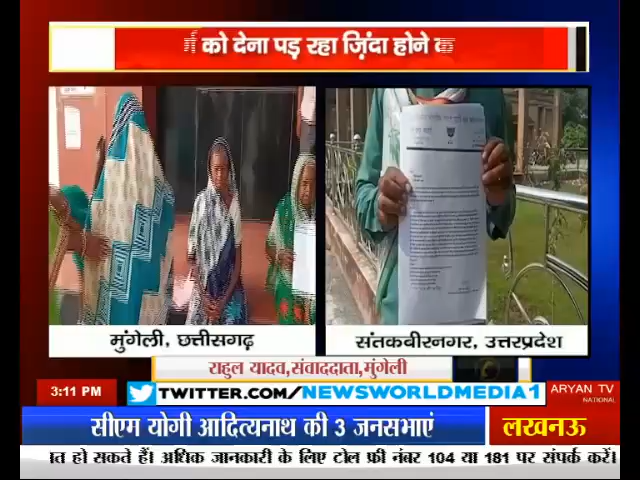 को देना पड़ रहा ज़िंदा होने
मुंगेली, छत्तीसगढ़
संतकबीरनगर, उत्तरप्रदेश
राहुल यादव,संवाददाता,मुंगेली
3:11 PM
TWITTER.COM/NEWSWORLDMEDIA1
ARYAN TV
NATIONAL
सीएम योगी आदित्यनाथ की 3 जनसभाएं
लखनऊ
त हो सकते हैं। अधिक जानकारी के लिए टोल फ्री नंबर 104 या 181 पर संपर्क करें।